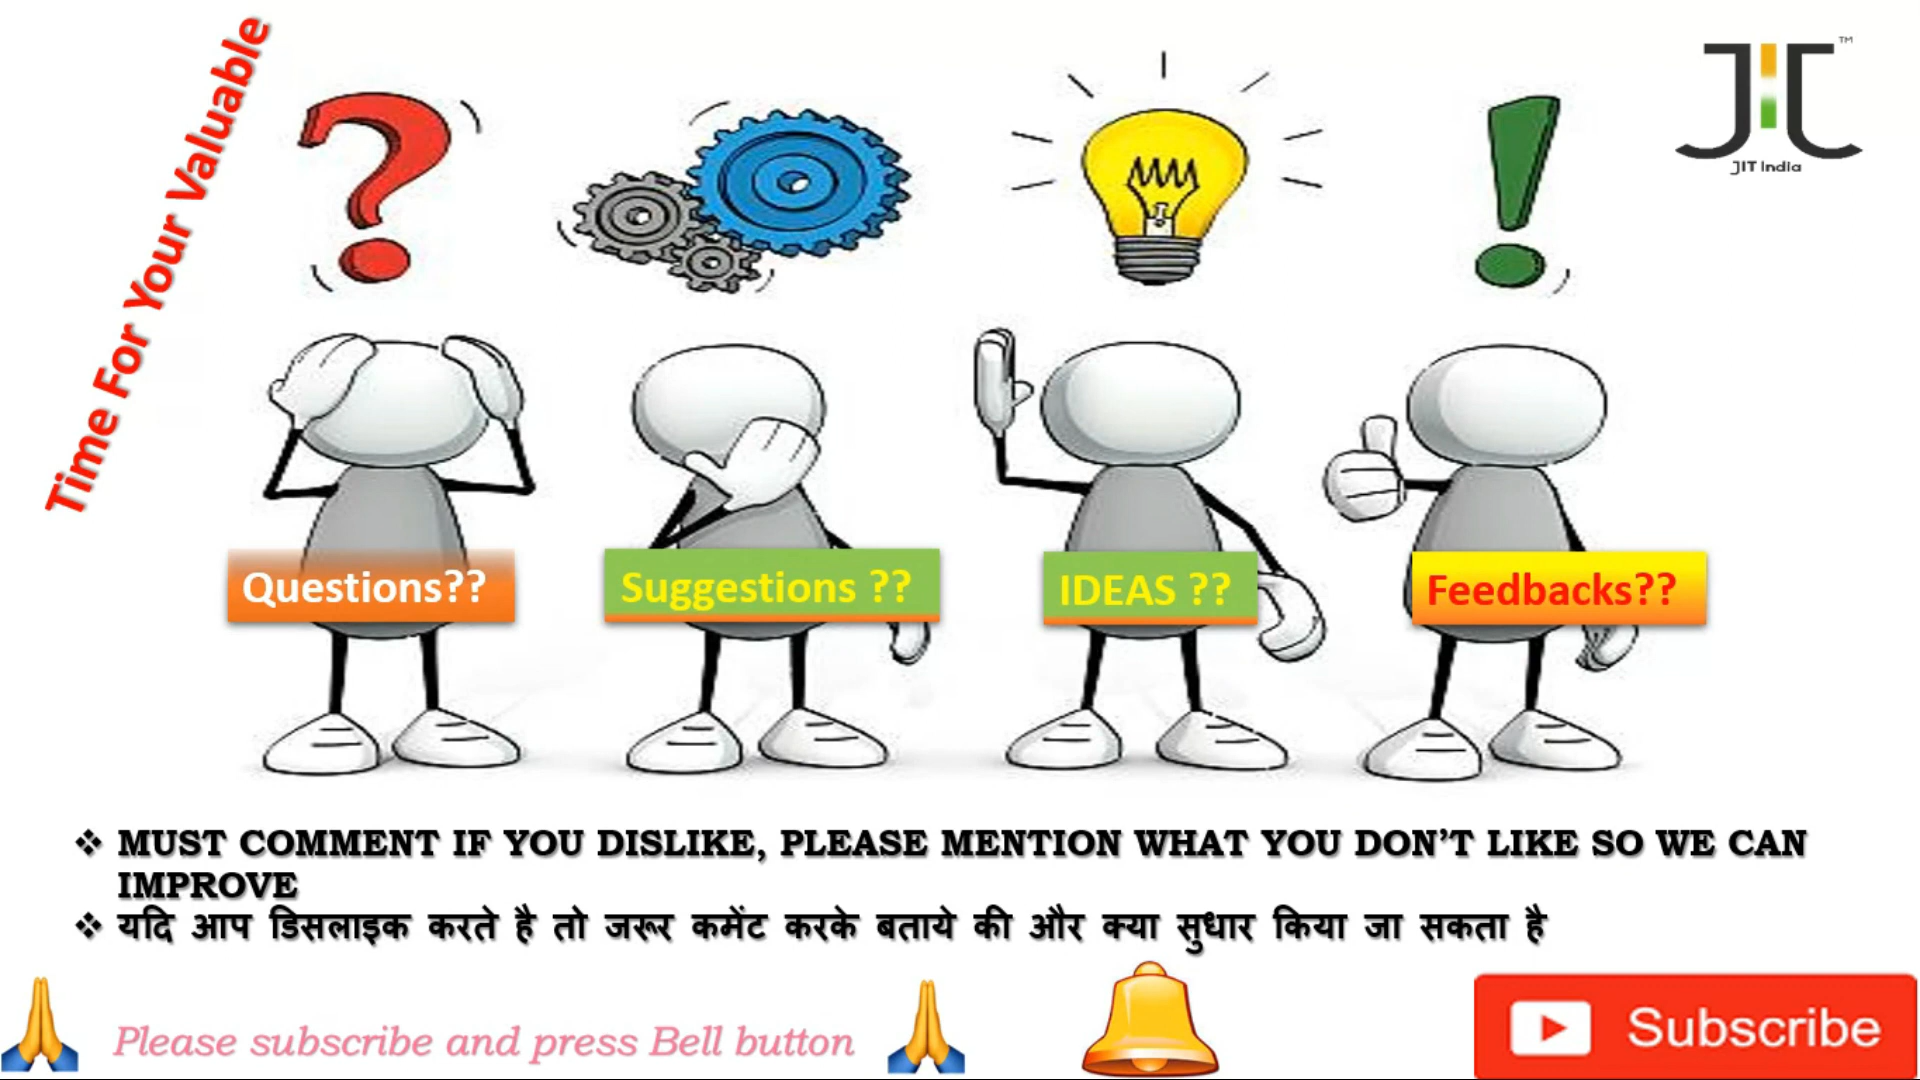 Time For Your Valuable
JIT
TM
JIT India
Questions??
Suggestions ??
IDEAS ??
Feedbacks??
❖ MUST COMMENT IF YOU DISLIKE, PLEASE MENTION WHAT YOU DON’T LIKE SO WE CAN
IMPROVE
❖ यदि आप डिसलाइक करते है तो जरूर कमेंट करके बताये की और क्या सुधार किया जा सकता है
Please subscribe and press Bell button
Subscribe